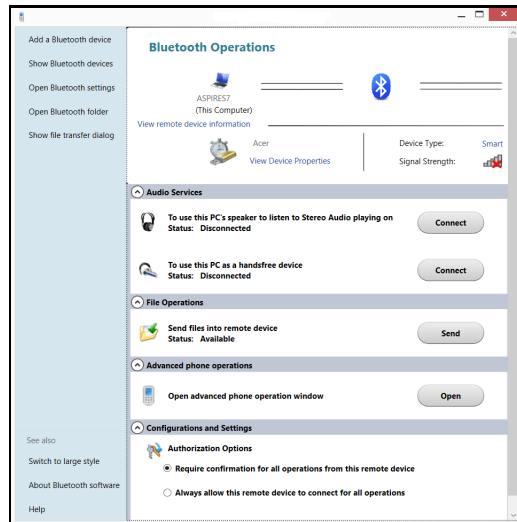 Add a Bluetooth device
Show Bluetooth devices
Open Bluetooth settings
Open Bluetooth folder
Show file transfer dialog
See also
Switch to large style
About Bluetooth software
Help
Bluetooth Operations
ASPIRES7
(This Computer)
View remote device information
Acer
View Device Properties
Device Type: Smart
Signal Strength:
Audio Services
To use this PC's speaker to listen to Stereo Audio playing on
Status: Disconnected
Connect
To use this PC as a handsfree device
Status: Disconnected
Connect
File Operations
Send files into remote device
Status: Available
Send
Advanced phone operations
Open advanced phone operation window
Open
Configurations and Settings
Authorization Options
Require confirmation for all operations from this remote device
Always allow this remote device to connect for all operations